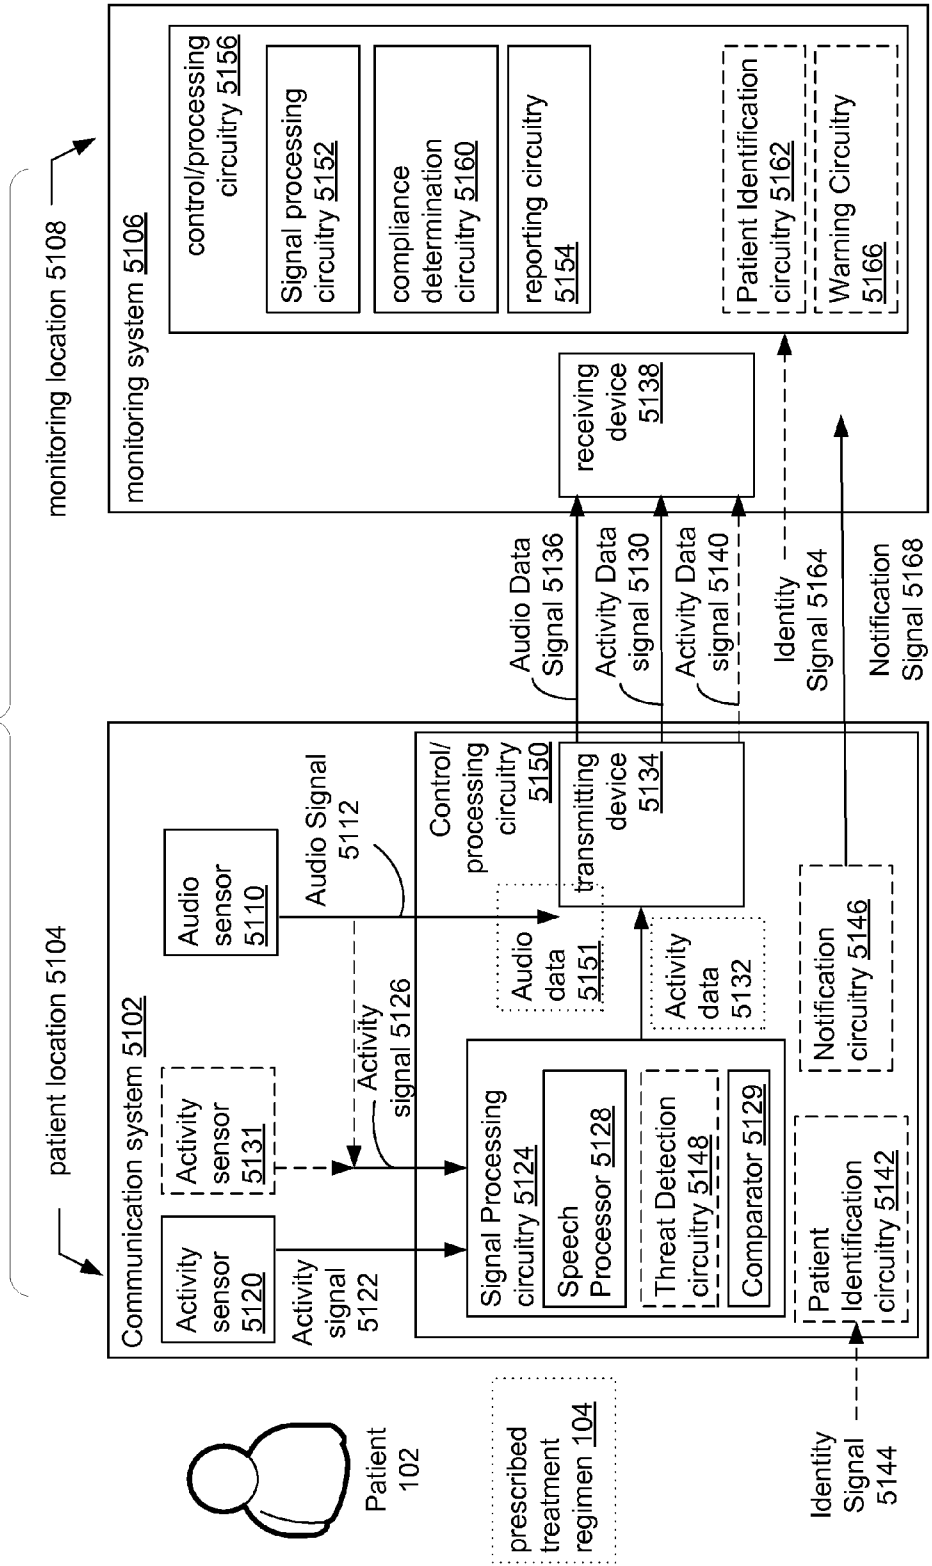 patient location 5104
monitoring location 5108
Communication system 5102
Activity
sensor
5120
Activity
sensor
5131
Audio
sensor
5110
Activity
signal
5122
Activity
signal 5126
Audio Signal
5112
Control/
processing
circuitry
5150
Signal Processing
circuitry 5124
Speech
Processor 5128
Threat Detection
circuitry 5148
Comparator 5129
Audio
data
5151
Activity
data
5132
transmitting
device
5134
Patient
Identification
circuitry 5142
Notification
circuitry 5146
Patient
102
prescribed
treatment
regimen 104
Identity
Signal
5144
Audio Data
Signal 5136
Activity Data
signal 5130
Activity Data
signal 5140
Identity
Signal 5164
Notification
Signal 5168
monitoring system 5106
receiving
device
5138
control/processing
circuitry 5156
Signal processing
circuitry 5152
compliance
determination
circuitry 5160
reporting circuitry
5154
Patient Identification
circuitry 5162
Warning Circuitry
5166